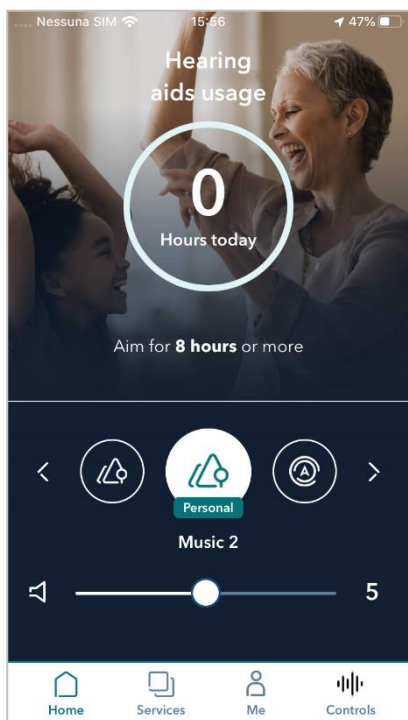 Nessuna SIM 15:56 47%
Hearing
aids usage
0
Hours today
Aim for 8 hours or more
A
Personal
Music 2
5
Home Services Me Controls